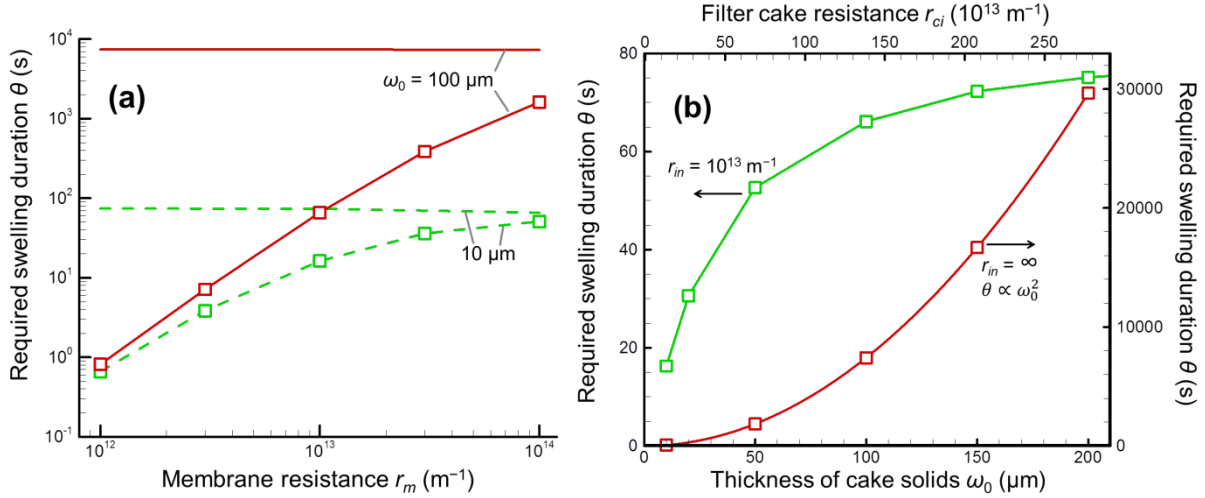 Required swelling duration θ (s)
10⁴
10³
10²
10¹
10⁰
10⁻¹
(a)
ω₀ = 100 μm
10 μm
10¹²
10¹³
10¹⁴
Membrane resistance rₘ (m⁻¹)
Filter cake resistance r_ci (10¹³ m⁻¹)
0 50 100 150 200 250
Required swelling duration θ (s)
80
60
40
20
0
(b)
r_in = 10¹³ m⁻¹
r_in = ∞
θ ∝ ω₀²
30000
20000
10000
0
Required swelling duration θ (s)
0 50 100 150 200
Thickness of cake solids ω₀ (μm)